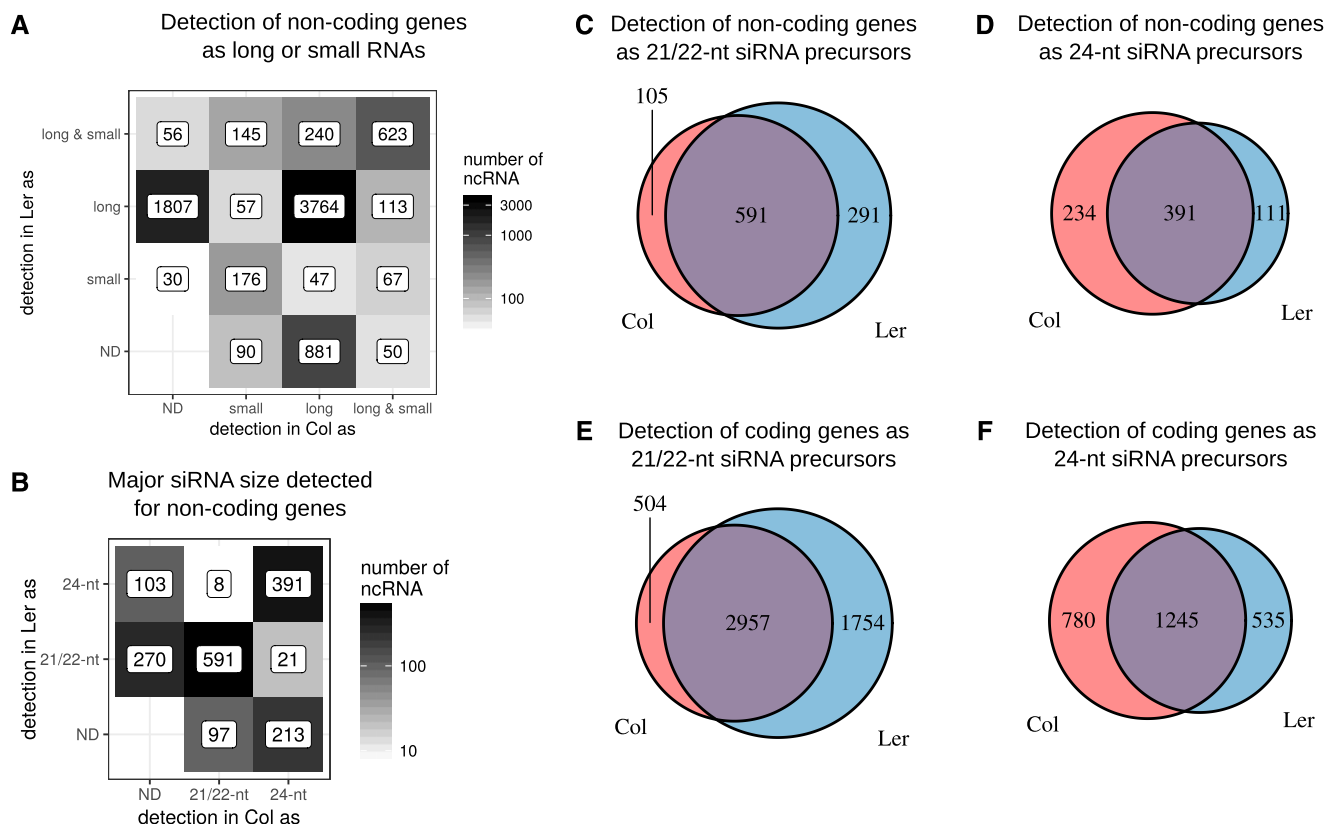 A
Detection of non-coding genes
as long or small RNAs
detection in Ler as
long & small
56
145
240
623
long
1807
57
3764
113
small
30
176
47
67
ND
90
881
50
ND
small
long
long & small
detection in Col as
number of
ncRNA
3000
1000
100
B
Major siRNA size detected
for non-coding genes
detection in Ler as
24-nt
103
8
391
21/22-nt
270
591
21
ND
97
213
ND
21/22-nt
24-nt
detection in Col as
number of
ncRNA
100
10
C
Detection of non-coding genes
as 21/22-nt siRNA precursors
105
591
291
Col
Ler
D
Detection of non-coding genes
as 24-nt siRNA precursors
234
391
111
Col
Ler
E
Detection of coding genes as
21/22-nt siRNA precursors
504
2957
1754
Col
Ler
F
Detection of coding genes as
24-nt siRNA precursors
780
1245
535
Col
Ler